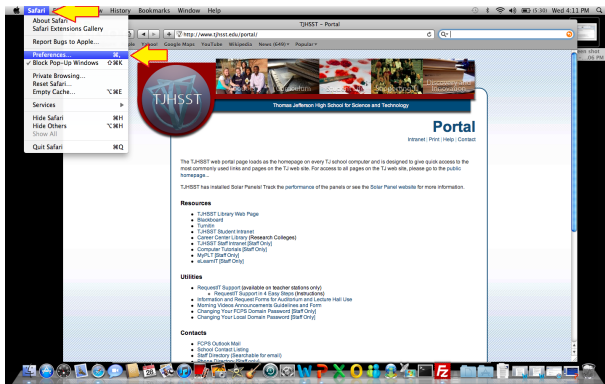 Safari History Bookmarks Window Help (5:39) Wed 4:11 PM
About Safari
Safari Extensions Gallery
Report Bugs to Apple...
Preferences... ⌘,
✓ Block Pop-Up Windows ⇧⌘K
Private Browsing...
Reset Safari...
Empty Cache... ⌥⌘E
Services
Hide Safari ⌘H
Hide Others ⌥⌘H
Show All
Quit Safari ⌘Q
TJHSST – Portal
http://www.tjhsst.edu/portal/
Yahoo! Google Maps YouTube Wikipedia News (649) Popular
TJHSST
Thomas Jefferson High School for Science and Technology
Portal
Intranet | Print | Help | Contact
The TJHSST web portal page loads as the homepage on every TJ school computer and is designed to give quick access to the
most commonly used links and pages on the TJ web site. For access to all pages on the TJ web site, please go to the public
homepage...
TJHSST has installed Solar Panels! Track the performance of the panels or see the Solar Panel website for more information.
Resources
TJHSST Library Web Page
Blackboard
Turnitin
TJHSST Student Intranet
Career Center Library (Research Colleges)
TJHSST Staff Intranet [Staff Only]
Computer Tutorials [Staff Only]
MyPLT [Staff Only]
eLearnIT [Staff Only]
Utilities
RequestIT Support (available on teacher stations only)
RequestIT Support in 4 Easy Steps (Instructions)
Information and Request Forms for Auditorium and Lecture Hall Use
Morning Videos Announcements Guidelines and Form
Changing Your FCPS Domain Password [Staff Only]
Changing Your Local Domain Password [Staff Only]
Contacts
FCPS Outlook Mail
School Contact Listing
Staff Directory (Searchable for email)
Phone Directory [Staff only]